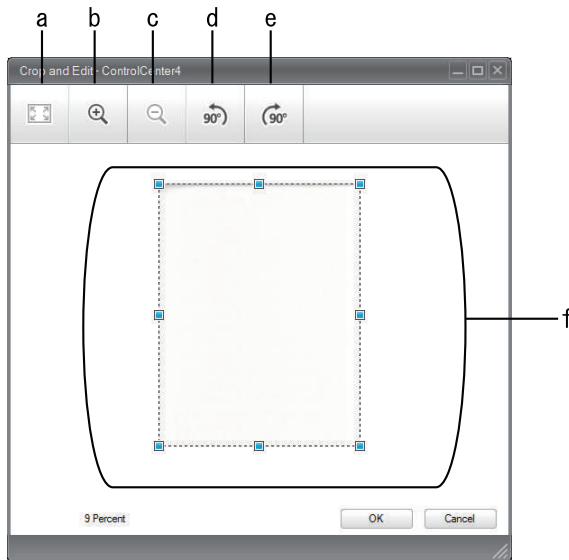 a b c d e
Crop and Edit - ControlCenter4
90° 90°
f
9 Percent OK Cancel